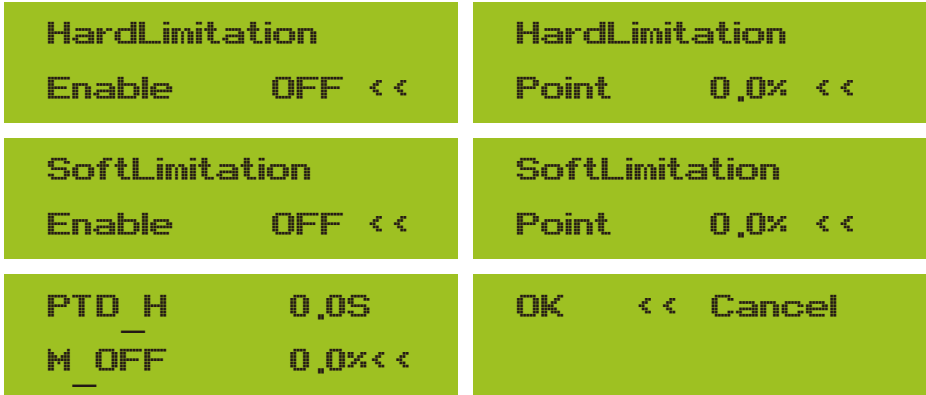 HardLimitation
Enable OFF <<
HardLimitation
Point 0.0% <<
SoftLimitation
Enable OFF <<
SoftLimitation
Point 0.0% <<
PTD_H 0.0S
M_OFF 0.0%<<
OK << Cancel